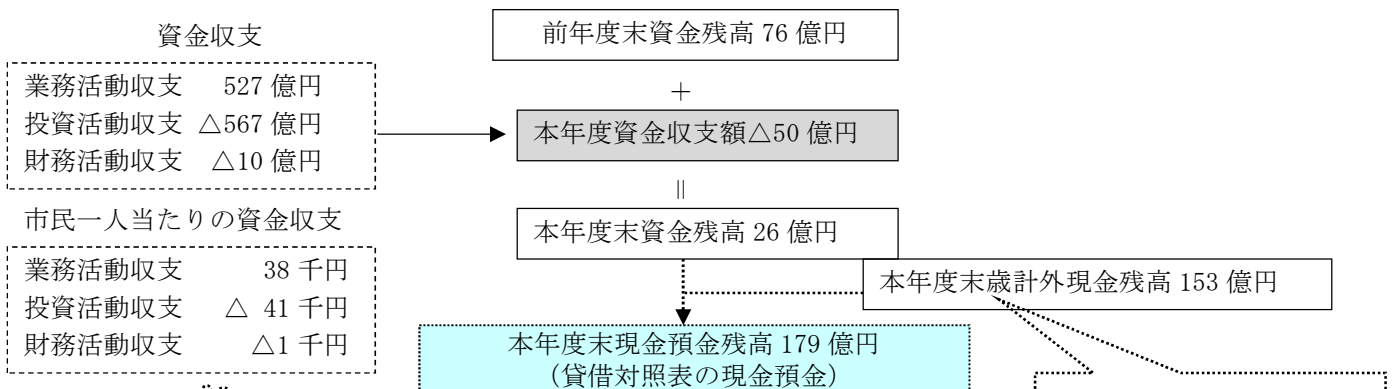 資金収支
業務活動収支 527 億円
投資活動収支 △567 億円
財務活動収支 △10 億円
市民一人当たりの資金収支
業務活動収支 38 千円
投資活動収支 △ 41 千円
財務活動収支 △1 千円
前年度末資金残高 76 億円
＋
本年度資金収支額△50 億円
＝
本年度末資金残高 26 億円
本年度末歳計外現金残高 153 億円
本年度末現金預金残高 179 億円
(貸借対照表の現金預金)